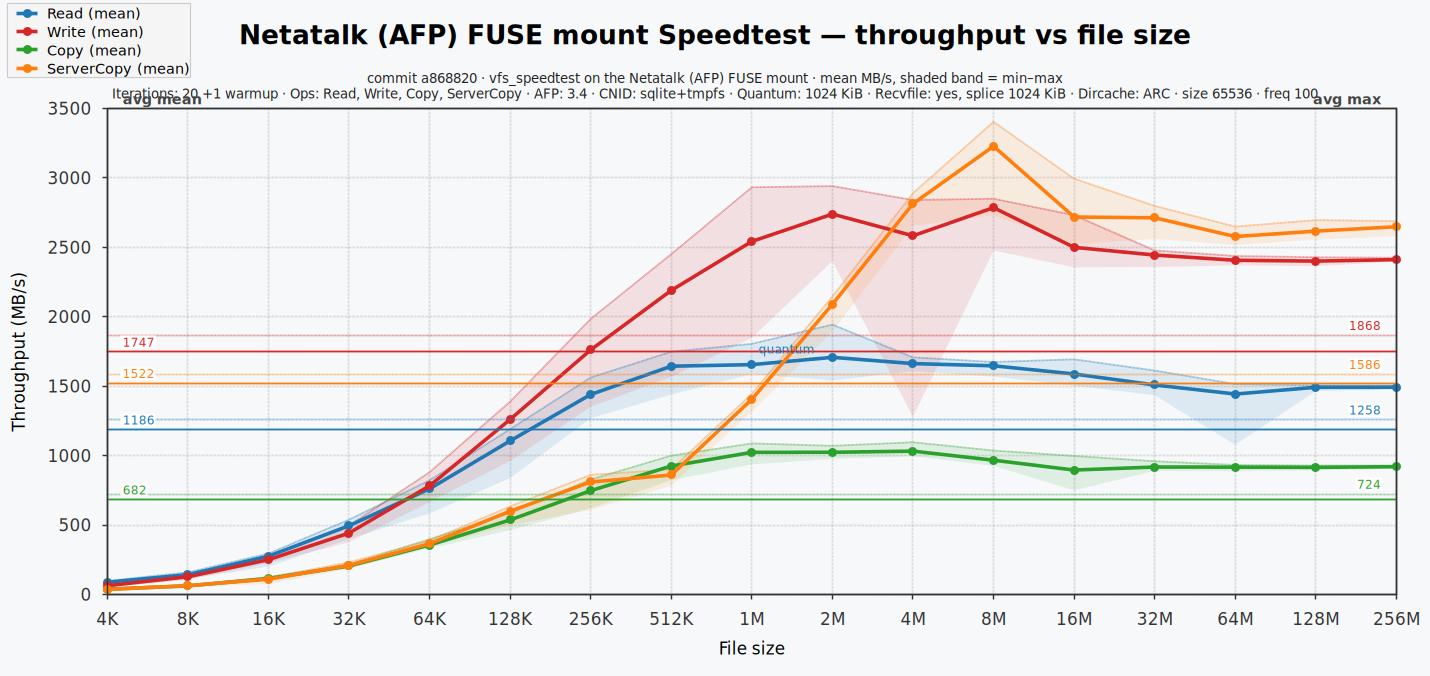 Read (mean)
Write (mean)
Copy (mean)
ServerCopy (mean)
Netatalk (AFP) FUSE mount Speedtest — throughput vs file size
commit a868820 · vfs_speedtest on the Netatalk (AFP) FUSE mount · mean MB/s, shaded band = min–max
Iterations: 20 +1 warmup · Ops: Read, Write, Copy, ServerCopy · AFP: 3.4 · CNID: sqlite+tmpfs · Quantum: 1024 KiB · Recvfile: yes, splice 1024 KiB · Dircache: ARC · size 65536 · freq 100
avg mean
avg max
3500
3000
2500
2000
1500
1000
500
0
Throughput (MB/s)
1747
1522
1186
682
quantum
1868
1586
1258
724
4K 8K 16K 32K 64K 128K 256K 512K 1M 2M 4M 8M 16M 32M 64M 128M 256M
File size